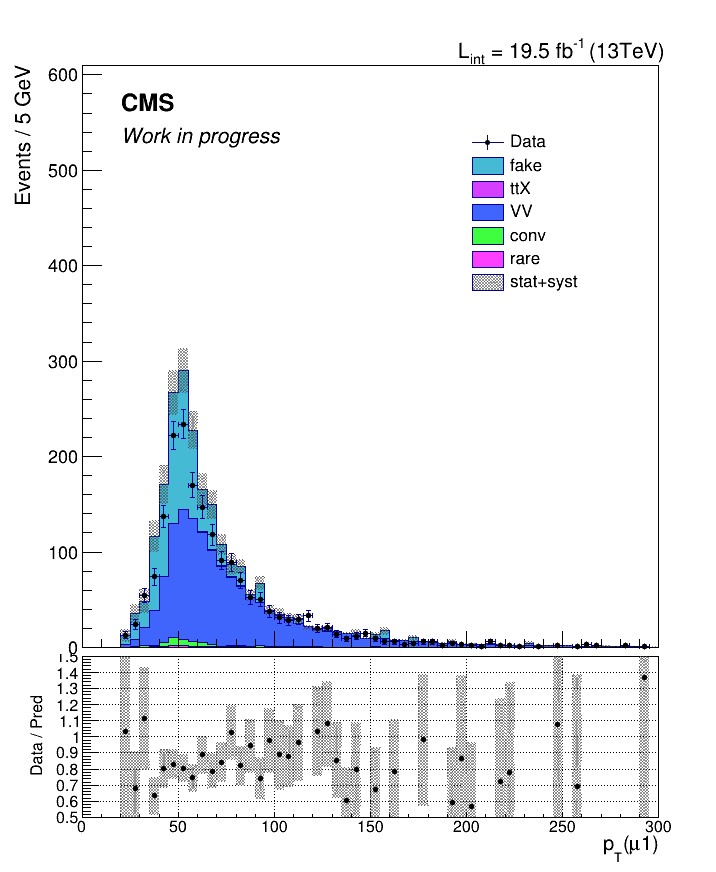 L_int = 19.5 fb^-1 (13TeV)
Events / 5 GeV
600
500
400
300
200
100
0
CMS
Work in progress
Data
fake
ttX
VV
conv
rare
stat+syst
Data / Pred
1.5
1.4
1.3
1.2
1.1
1
0.9
0.8
0.7
0.6
0.5
0 50 100 150 200 250 300
p_T(μ1)